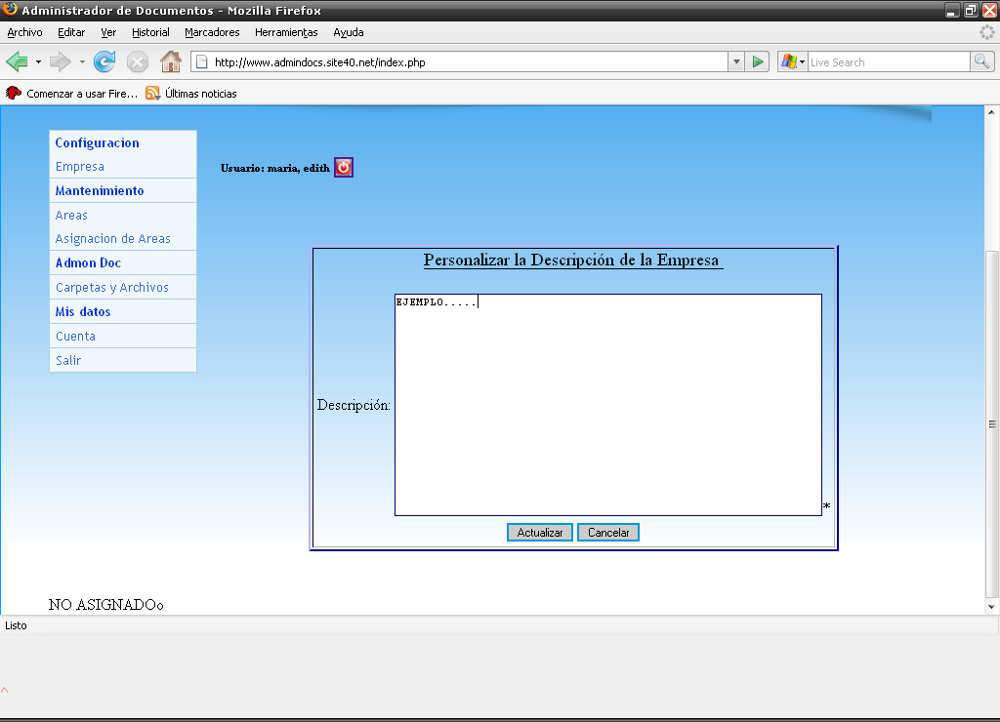 Administrador de Documentos - Mozilla Firefox
Archivo Editar Ver Historial Marcadores Herramientas Ayuda
http://www.admindocs.site40.net/index.php Live Search
Comenzar a usar Fire... Últimas noticias
Configuracion
Empresa
Mantenimiento
Areas
Asignacion de Areas
Admon Doc
Carpetas y Archivos
Mis datos
Cuenta
Salir
Usuario: maria, edith
Personalizar la Descripción de la Empresa
EJEMPLO.....
Descripción:
*
Actualizar Cancelar
NO ASIGNADOo
Listo
^